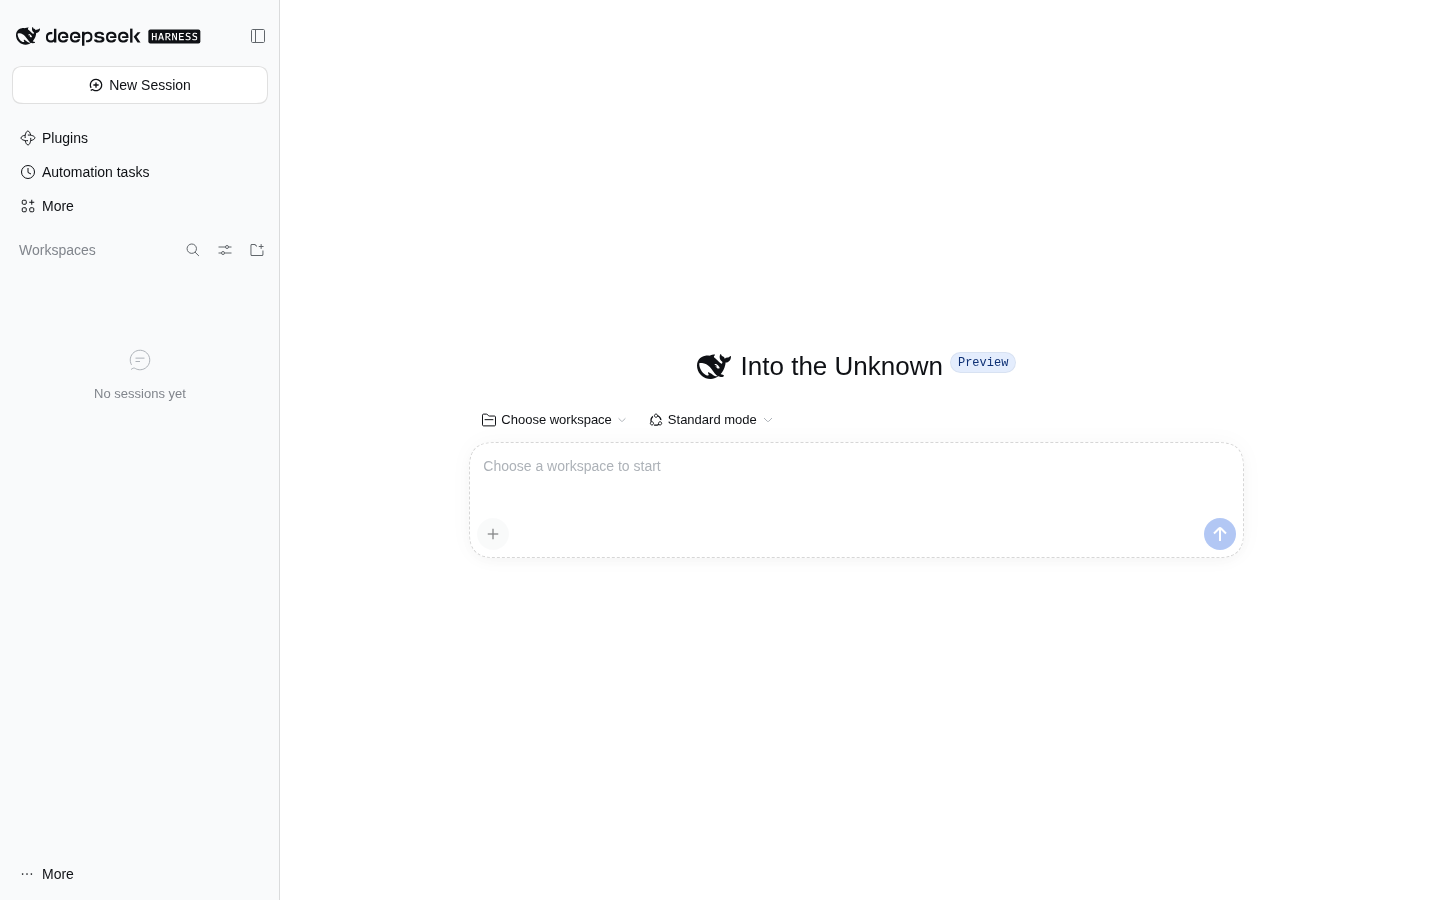 deepseek HARNESS
New Session
Plugins
Automation tasks
More
Workspaces
No sessions yet
More
Into the Unknown Preview
Choose workspace Standard mode
Choose a workspace to start